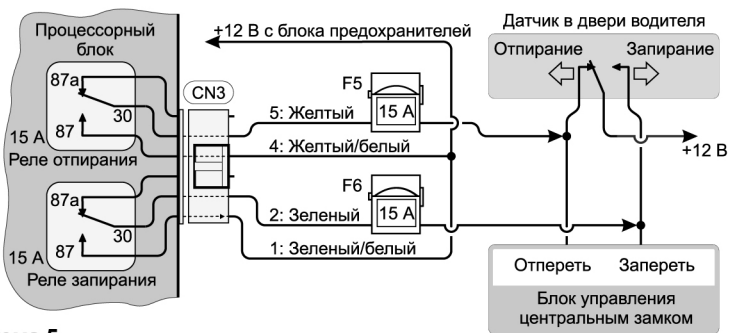 Процессорный
блок
87a
87
30
15 А
Реле отпирания
87a
87
30
15 А
Реле запирания
CN3
+12 В с блока предохранителей
F5
15 А
5: Желтый
4: Желтый/белый
F6
15 А
2: Зеленый
1: Зеленый/белый
Датчик в двери водителя
Отпирание
Запирание
+12 В
Отпереть
Запереть
Блок управления
центральным замком